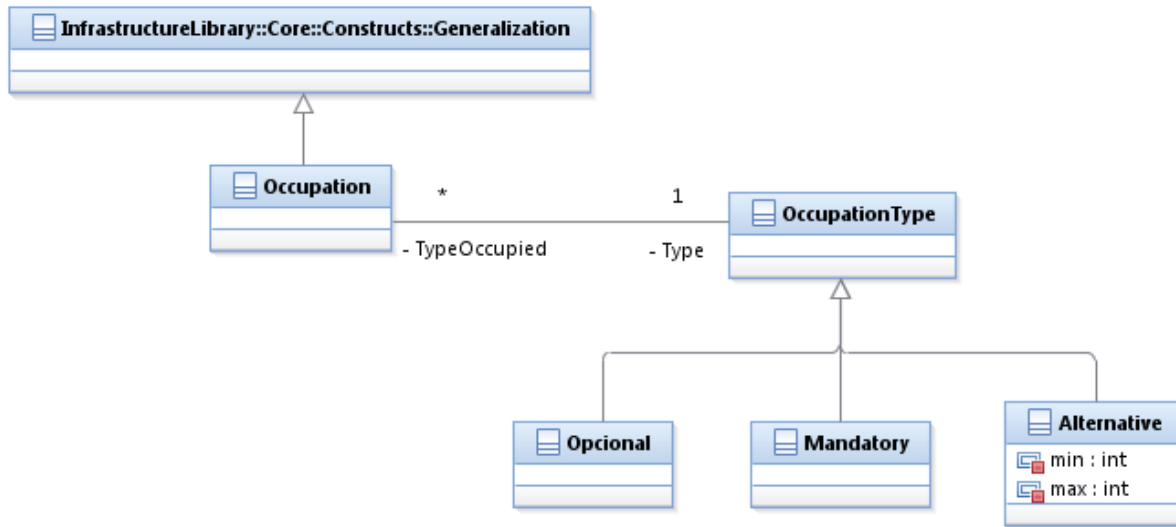 InfrastructureLibrary::Core::Constructs::Generalization
Occupation
* 1
- TypeOccupied - Type
OccupationType
Opcional
Mandatory
Alternative
min : int
max : int